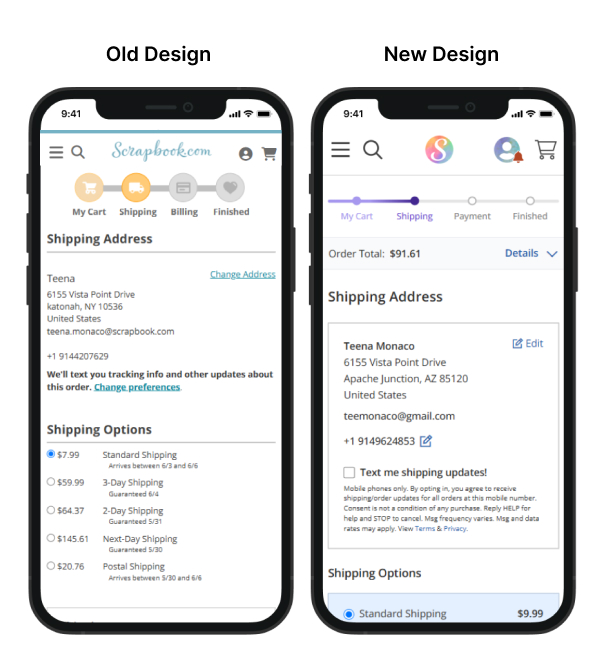 Old Design
9:41
Scrapbook.com
My Cart Shipping Billing Finished
Shipping Address
Teena Change Address
6155 Vista Point Drive
katonah, NY 10536
United States
teena.monaco@scrapbook.com
+1 9144207629
We'll text you tracking info and other updates about
this order. Change preferences.
Shipping Options
$7.99 Standard Shipping
Arrives between 6/3 and 6/6
$59.99 3-Day Shipping
Guaranteed 6/4
$64.37 2-Day Shipping
Guaranteed 5/31
$145.61 Next-Day Shipping
Guaranteed 5/30
$20.76 Postal Shipping
Arrives between 5/30 and 6/6
New Design
9:41
S
My Cart Shipping Payment Finished
Order Total: $91.61 Details
Shipping Address
Teena Monaco Edit
6155 Vista Point Drive
Apache Junction, AZ 85120
United States
teemonaco@gmail.com
+1 9149624853
Text me shipping updates!
Mobile phones only. By opting in, you agree to receive
shipping/order updates for all orders at this mobile number.
Consent is not a condition of any purchase. Reply HELP for
help and STOP to cancel. Msg frequency varies. Msg and data
rates may apply. View Terms & Privacy.
Shipping Options
Standard Shipping $9.99